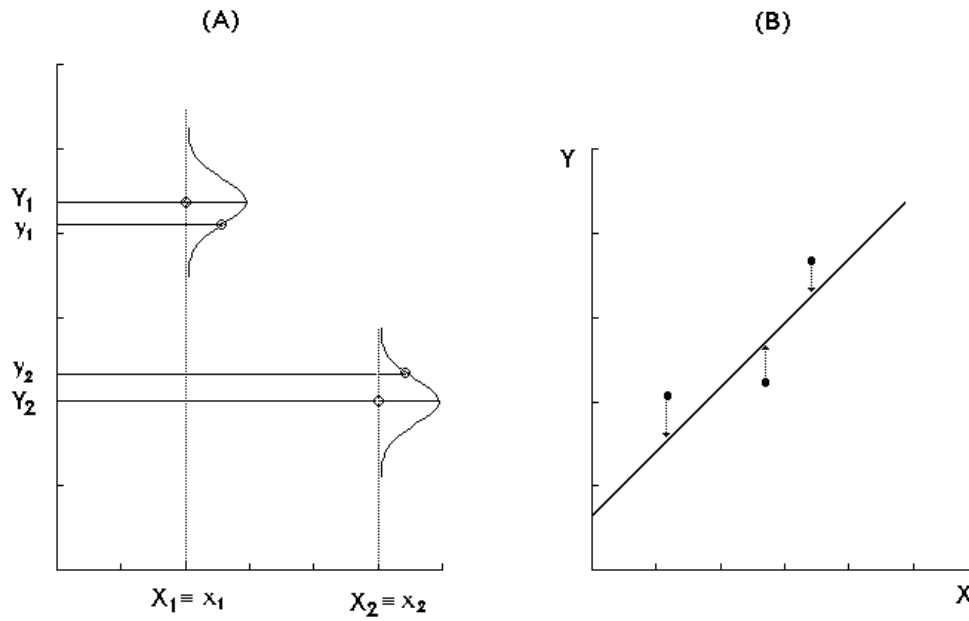 (A)
Y₁
y₁
y₂
Y₂
X₁ ≡ x₁
X₂ ≡ x₂
(B)
Y
X